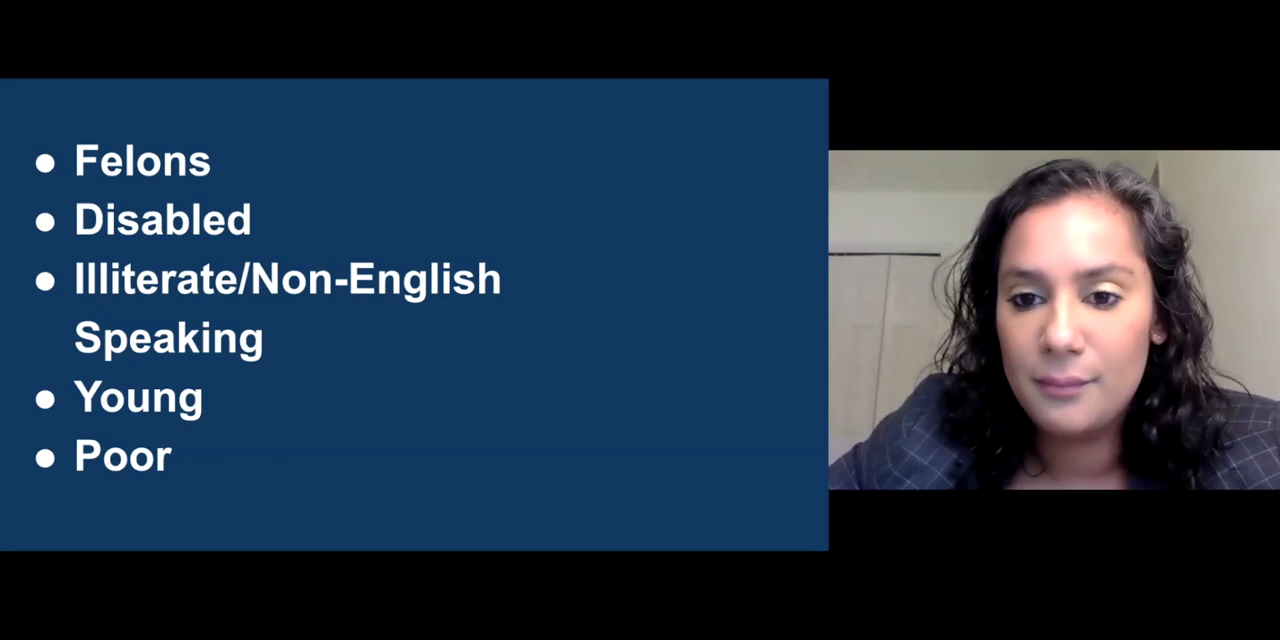 ● Felons
● Disabled
● Illiterate/Non-English
Speaking
● Young
● Poor